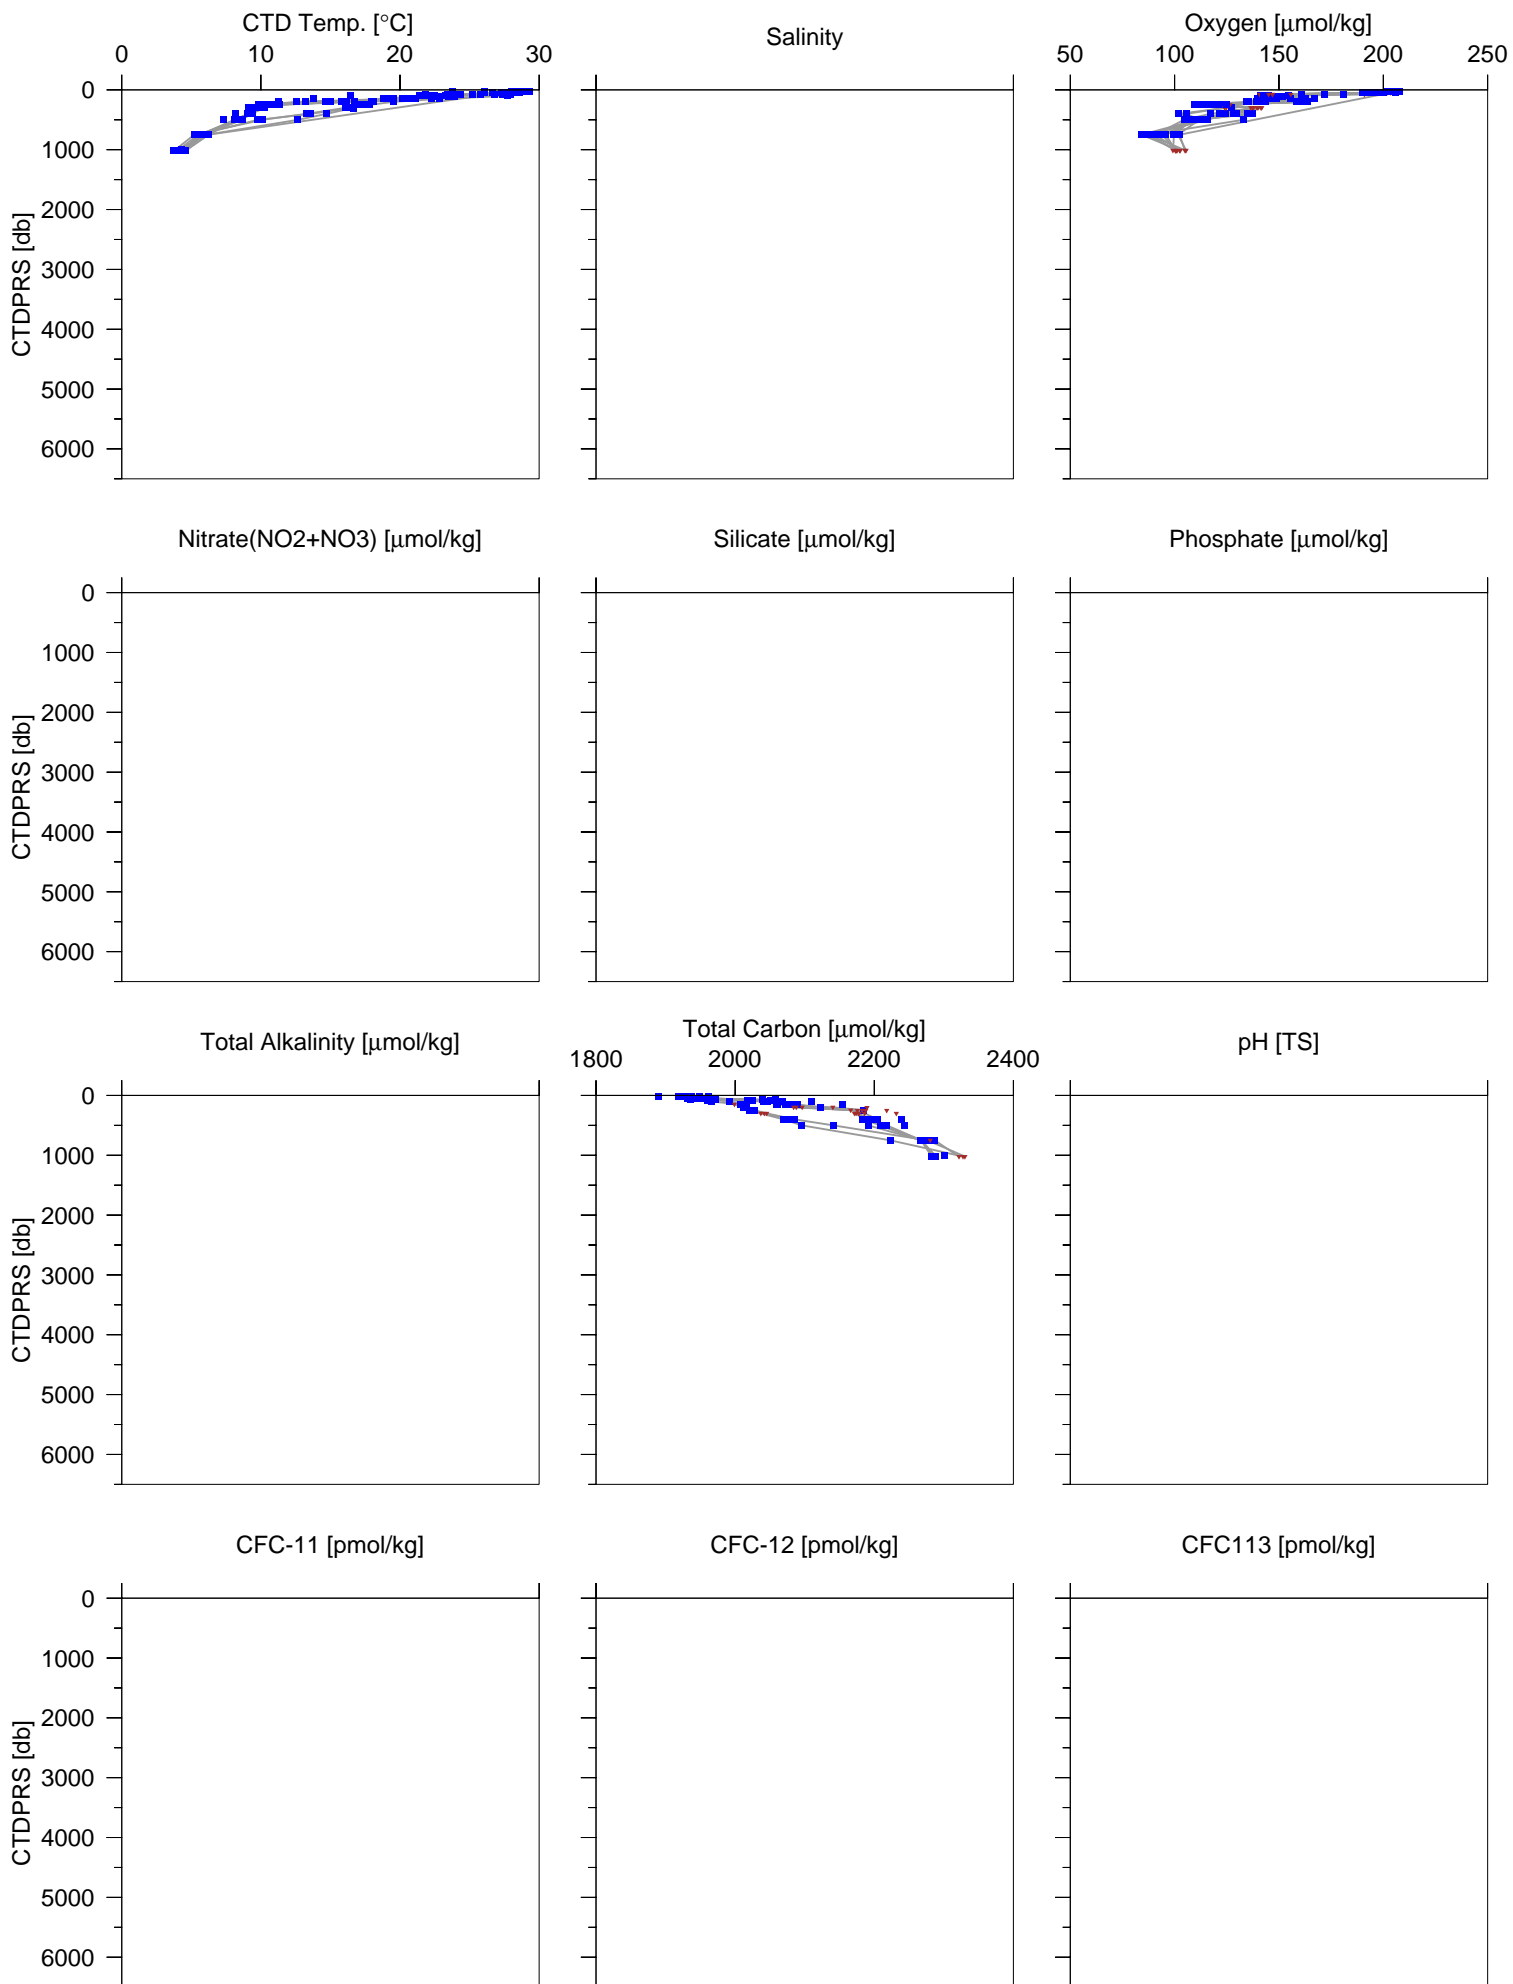 CTD Temp. [°C]
0 10 20 30
Salinity
Oxygen [μmol/kg]
50 100 150 200 250
0
1000
2000
3000
4000
5000
6000
CTDPRS [db]
Nitrate(NO2+NO3) [μmol/kg]
Silicate [μmol/kg]
Phosphate [μmol/kg]
0
1000
2000
3000
4000
5000
6000
CTDPRS [db]
Total Alkalinity [μmol/kg]
Total Carbon [μmol/kg]
1800 2000 2200 2400
pH [TS]
0
1000
2000
3000
4000
5000
6000
CTDPRS [db]
CFC-11 [pmol/kg]
CFC-12 [pmol/kg]
CFC113 [pmol/kg]
0
1000
2000
3000
4000
5000
6000
CTDPRS [db]